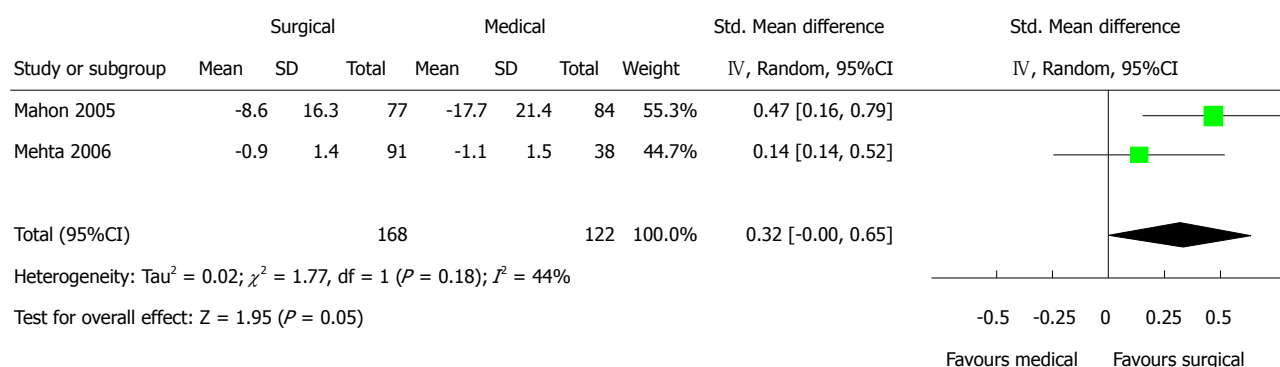 Surgical Medical Std. Mean difference Std. Mean difference
Study or subgroup Mean SD Total Mean SD Total Weight Ⅳ, Random, 95%CI Ⅳ, Random, 95%CI
Mahon 2005 -8.6 16.3 77 -17.7 21.4 84 55.3% 0.47 [0.16, 0.79]
Mehta 2006 -0.9 1.4 91 -1.1 1.5 38 44.7% 0.14 [0.14, 0.52]
Total (95%CI) 168 122 100.0% 0.32 [-0.00, 0.65]
Heterogeneity: Tau² = 0.02; χ² = 1.77, df = 1 (P = 0.18); I² = 44%
Test for overall effect: Z = 1.95 (P = 0.05)
-0.5 -0.25 0 0.25 0.5
Favours medical Favours surgical